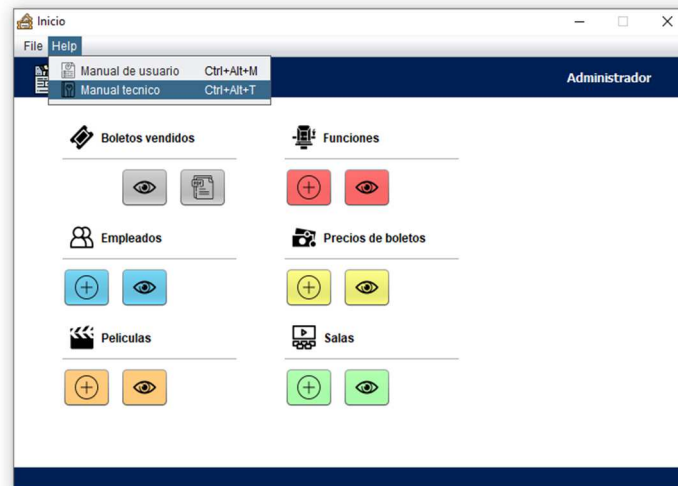 Inicio
File Help
Manual de usuario Ctrl+Alt+M
Manual tecnico Ctrl+Alt+T
Administrador
Boletos vendidos Funciones
Empleados Precios de boletos
Peliculas Salas